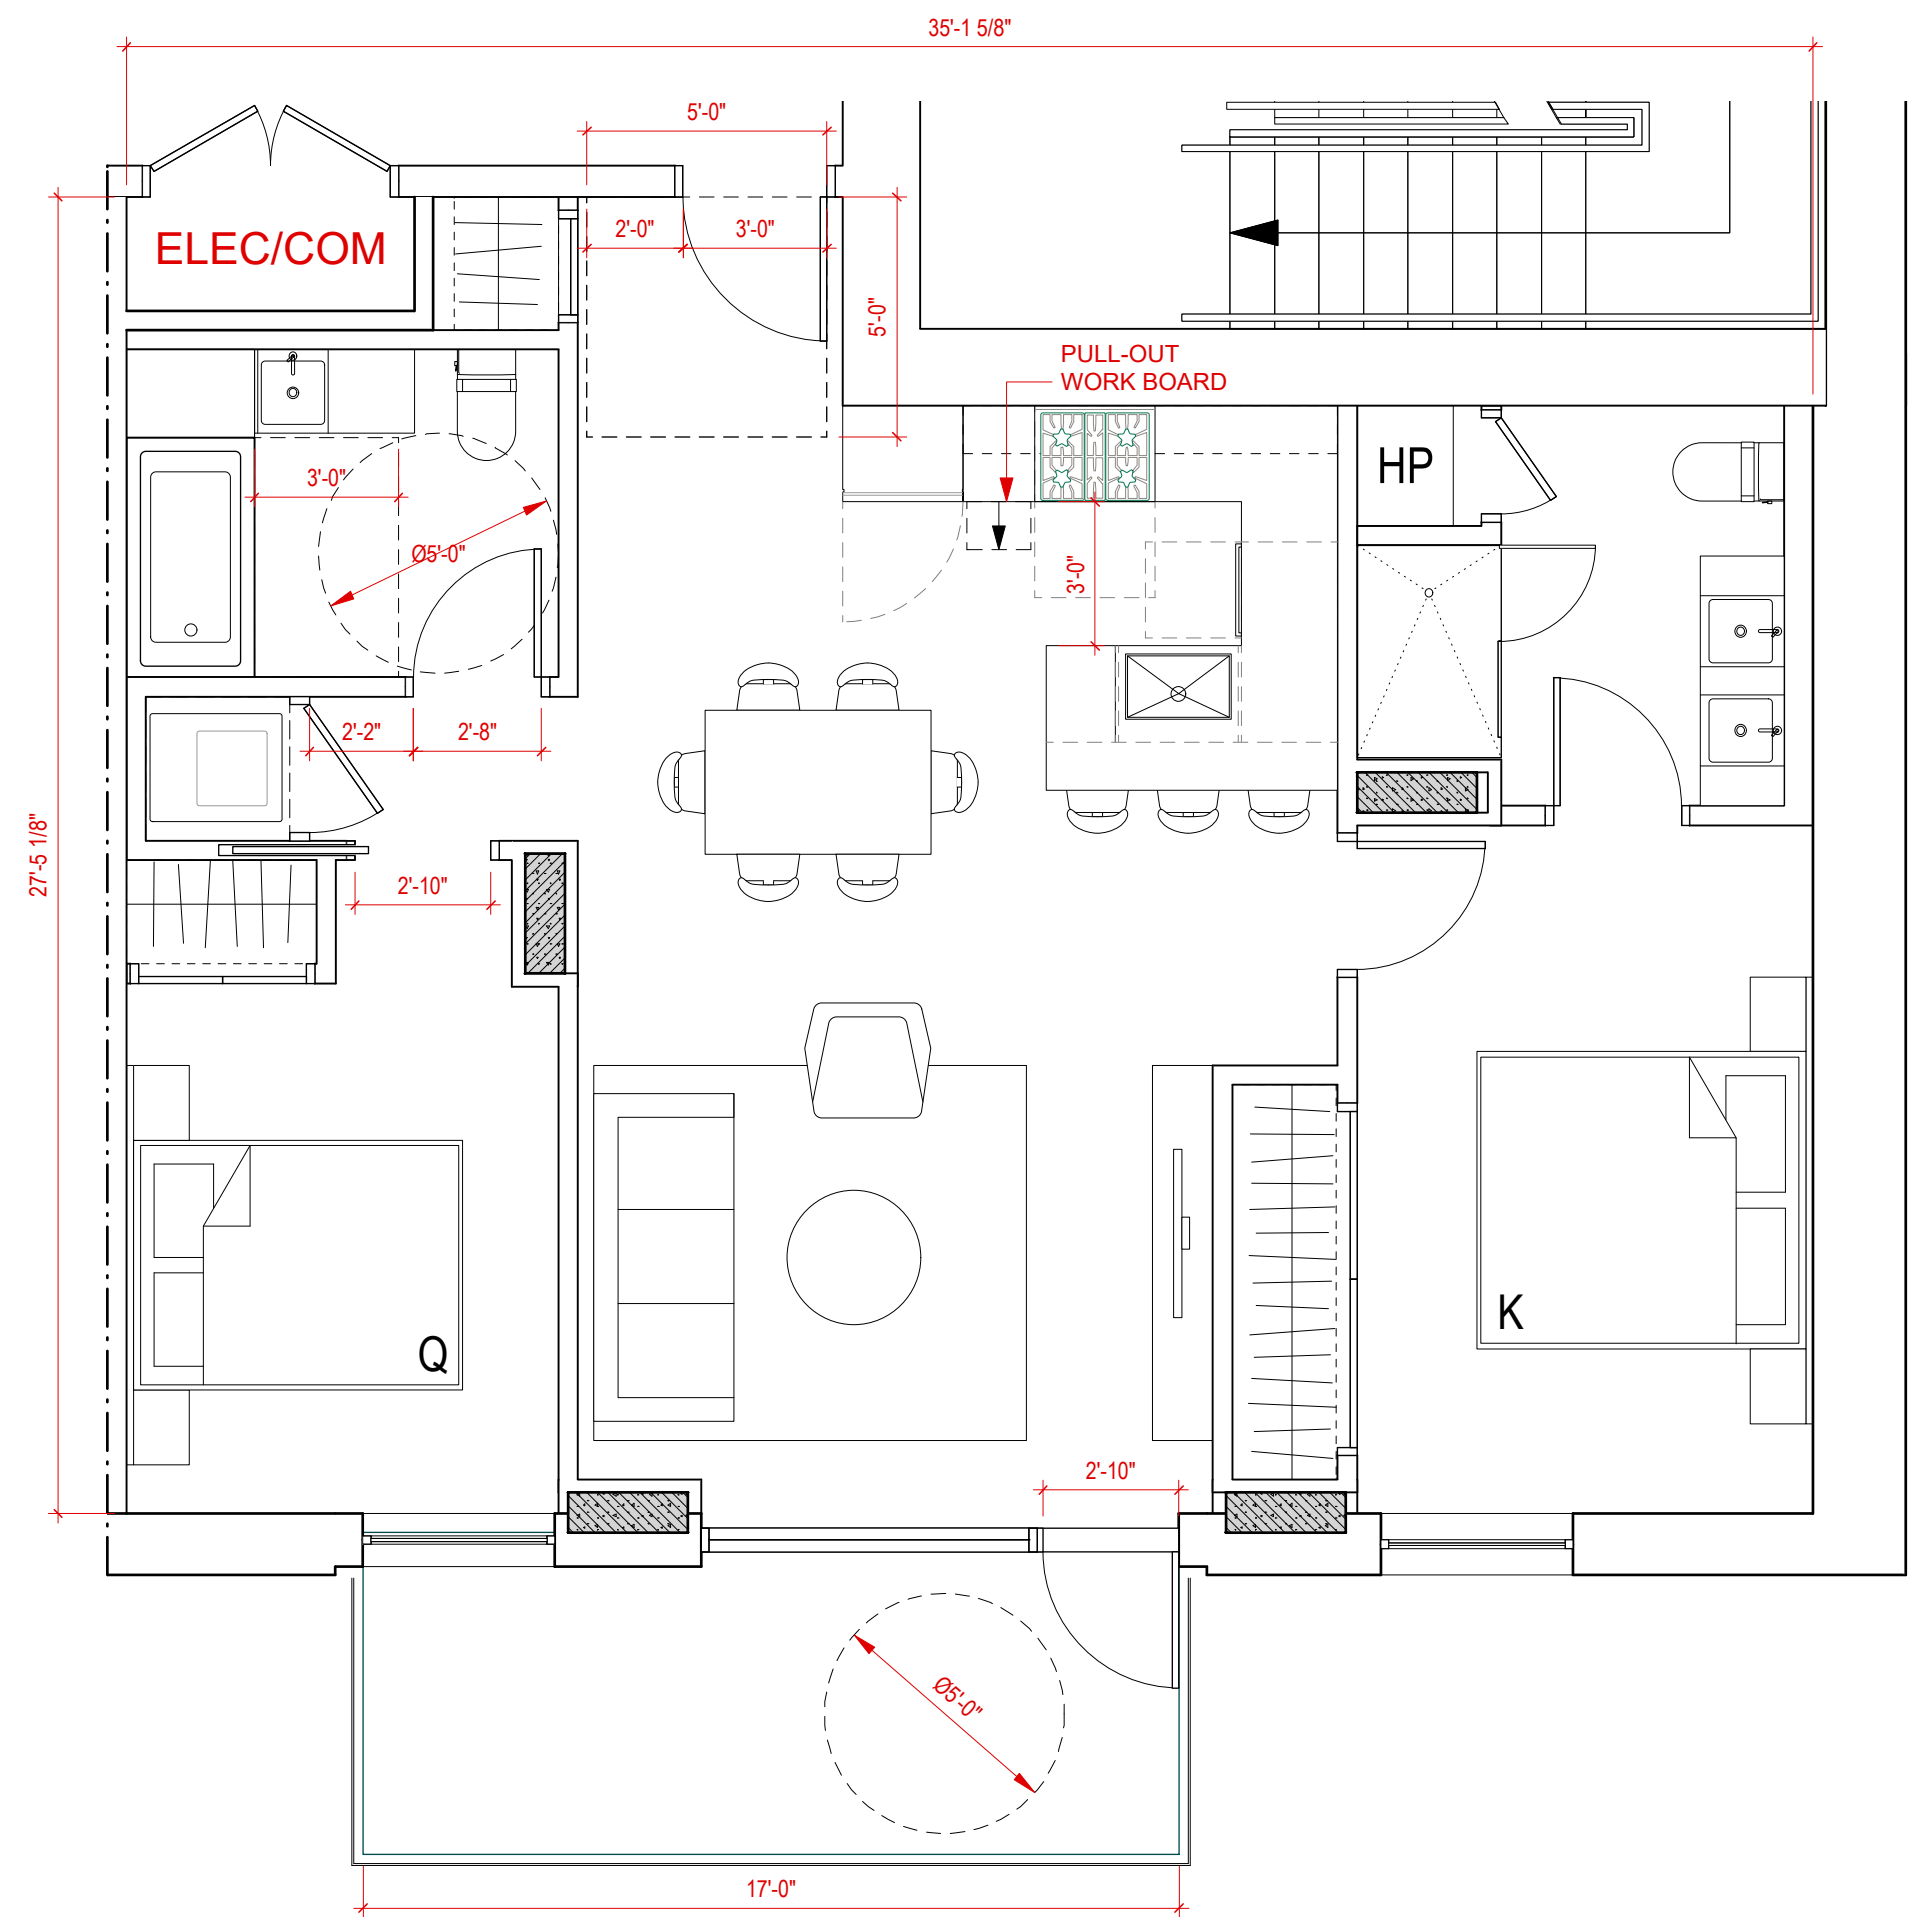 35'-1 5/8"
5'-0"
ELEC/COM
2'-0"
3'-0"
5'-0"
PULL-OUT
WORK BOARD
HP
3'-0"
Ø5'-0"
3'-0"
2'-2"
2'-8"
27'-5 1/8"
2'-10"
K
Q
2'-10"
Ø5'-0"
17'-0"